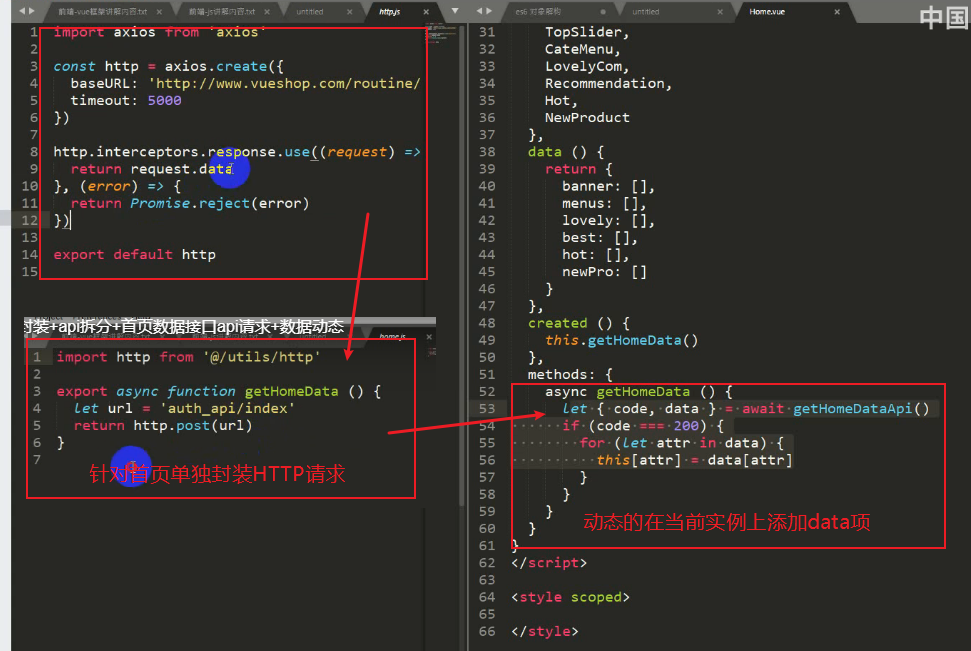 前端-vue框架讲解内容.txt ×
前端-js讲解内容.txt ×
untitled ×
http.js ×
1 import axios from 'axios'
2
3 const http = axios.create({
4 baseURL: 'http://www.vueshop.com/routine/
5 timeout: 5000
6 })
7
8 http.interceptors.response.use((request) =>
9 return request.data
10 }, (error) => {
11 return Promise.reject(error)
12 })
13
14 export default http
15
封装+api拆分+首页数据接口api请求+数据动态
untitled
home.js ×
1 import http from '@/utils/http'
2
3 export async function getHomeData () {
4 let url = 'auth_api/index'
5 return http.post(url)
6 }
7
针对首页单独封装HTTP请求
es6 对象解构
untitled ×
Home.vue ×
中国
31 TopSlider,
32 CateMenu,
33 LovelyCom,
34 Recommendation,
35 Hot,
36 NewProduct
37 },
38 data () {
39 return {
40 banner: [],
41 menus: [],
42 lovely: [],
43 best: [],
44 hot: [],
45 newPro: []
46 }
47 },
48 created () {
49 this.getHomeData()
50 },
51 methods: {
52 async getHomeData () {
53 let { code, data } = await getHomeDataApi()
54 if (code === 200) {
55 for (let attr in data) {
56 this[attr] = data[attr]
57 }
58 }
59 }
60 }
61 }
62 </script>
63
64 <style scoped>
65
66 </style>
动态的在当前实例上添加data项